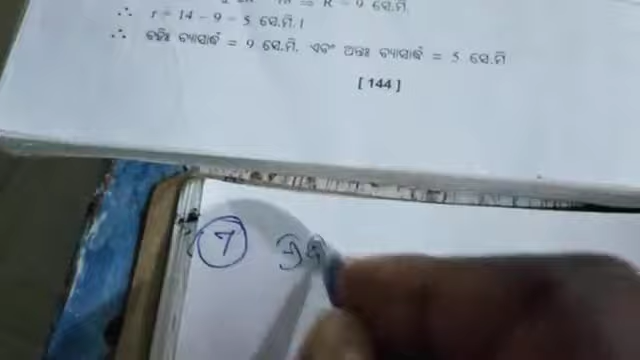 ∴ r = 14 - 9 = 5 ସେ.ମି.।
∴ ବହିଃ ବ୍ୟାସାର୍ଦ୍ଧ = 9 ସେ.ମି. ଏବଂ ଅନ୍ତଃ ବ୍ୟାସାର୍ଦ୍ଧ = 5 ସେ.ମି
[ 144 ]
7